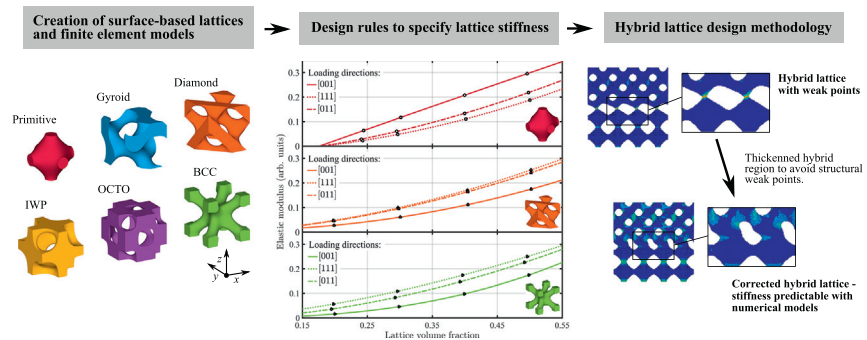 Creation of surface-based lattices
and finite element models
Design rules to specify lattice stiffness
Hybrid lattice design methodology
Primitive
Gyroid
Diamond
IWP
OCTO
BCC
z
y
x
Elastic modulus (arb. units)
Loading directions:
[001]
[111]
[011]
0.3
0.2
0.1
0
Loading directions:
[001]
[111]
[011]
0.3
0.2
0.1
0
Loading directions:
[001]
[111]
[011]
0.3
0.2
0.1
0
0.15
0.25
0.35
0.45
0.55
Lattice volume fraction
Hybrid lattice
with weak points
Thickenned hybrid
region to avoid structural
weak points.
Corrected hybrid lattice -
stiffness predictable with
numerical models